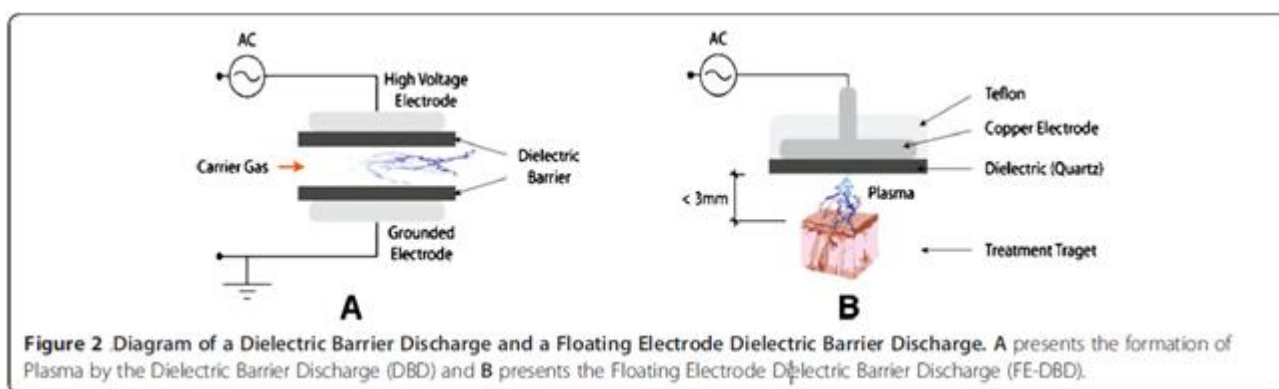 AC
High Voltage
Electrode
Carrier Gas
Dielectric
Barrier
Grounded
Electrode
A
AC
Teflon
Copper Electrode
Dielectric (Quartz)
Plasma
< 3mm
Treatment Traget
B
Figure 2 .Diagram of a Dielectric Barrier Discharge and a Floating Electrode Dielectric Barrier Discharge. A presents the formation of
Plasma by the Dielectric Barrier Discharge (DBD) and B presents the Floating Electrode Dielectric Barrier Discharge (FE-DBD).